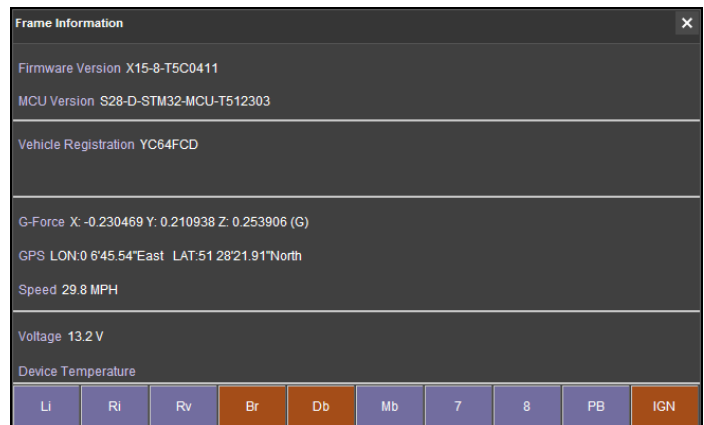 Frame Information
Firmware Version X15-8-T5C0411
MCU Version S28-D-STM32-MCU-T512303
Vehicle Registration YC64FCD
G-Force X: -0.230469 Y: 0.210938 Z: 0.253906 (G)
GPS LON:0 6'45.54"East LAT:51 28'21.91"North
Speed 29.8 MPH
Voltage 13.2 V
Device Temperature
Li Ri Rv Br Db Mb 7 8 PB IGN